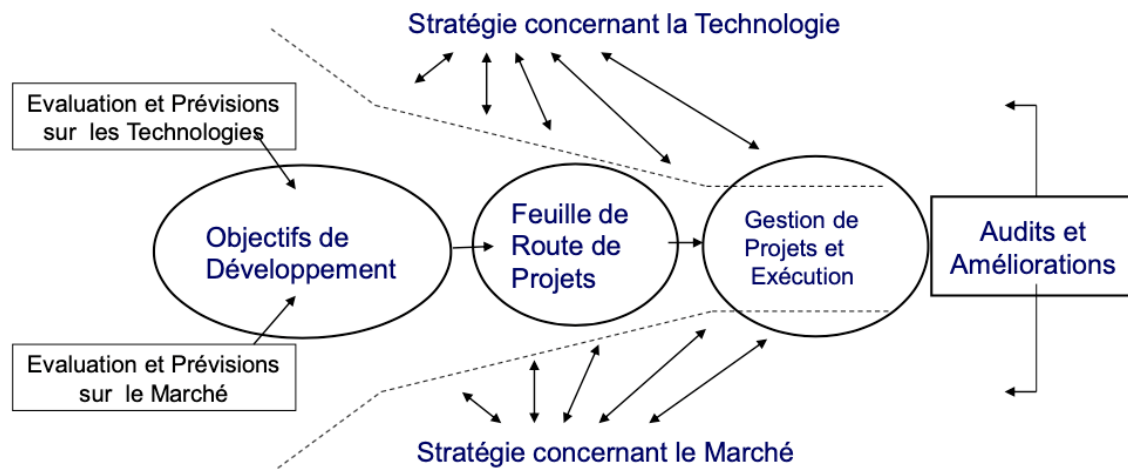 Stratégie concernant la Technologie
Evaluation et Prévisions
sur les Technologies
Objectifs de
Développement
Feuille de
Route de
Projets
Gestion de
Projets et
Exécution
Audits et
Améliorations
Evaluation et Prévisions
sur le Marché
Stratégie concernant le Marché